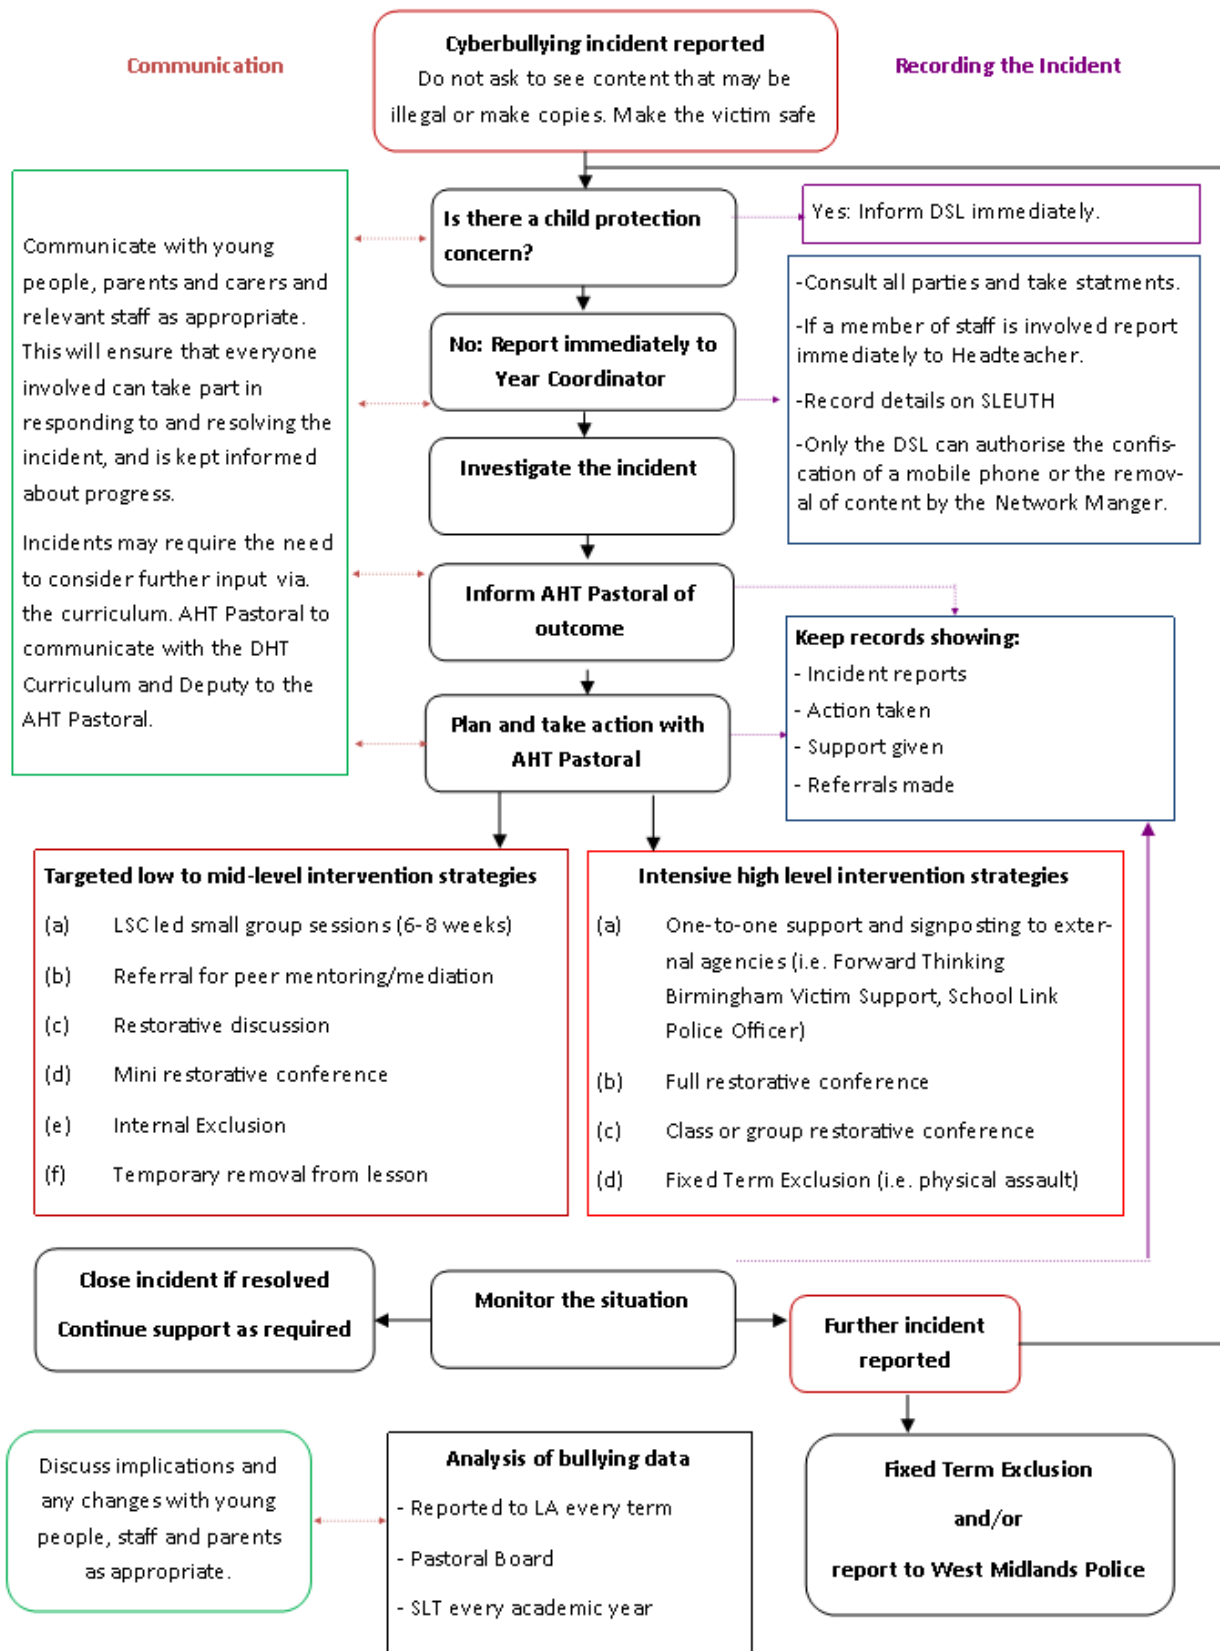 Communication
Cyberbullying incident reported
Do not ask to see content that may be
illegal or make copies. Make the victim safe
Recording the Incident
Is there a child protection
concern?
Yes: Inform DSL immediately.
Communicate with young
people, parents and carers and
relevant staff as appropriate.
This will ensure that everyone
involved can take part in
responding to and resolving the
incident, and is kept informed
about progress.
Incidents may require the need
to consider further input via.
the curriculum. AHT Pastoral to
communicate with the DHT
Curriculum and Deputy to the
AHT Pastoral.
No: Report immediately to
Year Coordinator
-Consult all parties and take statments.
-If a member of staff is involved report
immediately to Headteacher.
-Record details on SLEUTH
-Only the DSL can authorise the confis-
cation of a mobile phone or the remov-
al of content by the Network Manger.
Investigate the incident
Inform AHT Pastoral of
outcome
Keep records showing:
- Incident reports
- Action taken
- Support given
- Referrals made
Plan and take action with
AHT Pastoral
Targeted low to mid-level intervention strategies
(a) LSC led small group sessions (6-8 weeks)
(b) Referral for peer mentoring/mediation
(c) Restorative discussion
(d) Mini restorative conference
(e) Internal Exclusion
(f) Temporary removal from lesson
Intensive high level intervention strategies
(a) One-to-one support and signposting to exter-
nal agencies (i.e. Forward Thinking
Birmingham Victim Support, School Link
Police Officer)
(b) Full restorative conference
(c) Class or group restorative conference
(d) Fixed Term Exclusion (i.e. physical assault)
Close incident if resolved
Continue support as required
Monitor the situation
Further incident
reported
Discuss implications and
any changes with young
people, staff and parents
as appropriate.
Analysis of bullying data
- Reported to LA every term
- Pastoral Board
- SLT every academic year
Fixed Term Exclusion
and/or
report to West Midlands Police